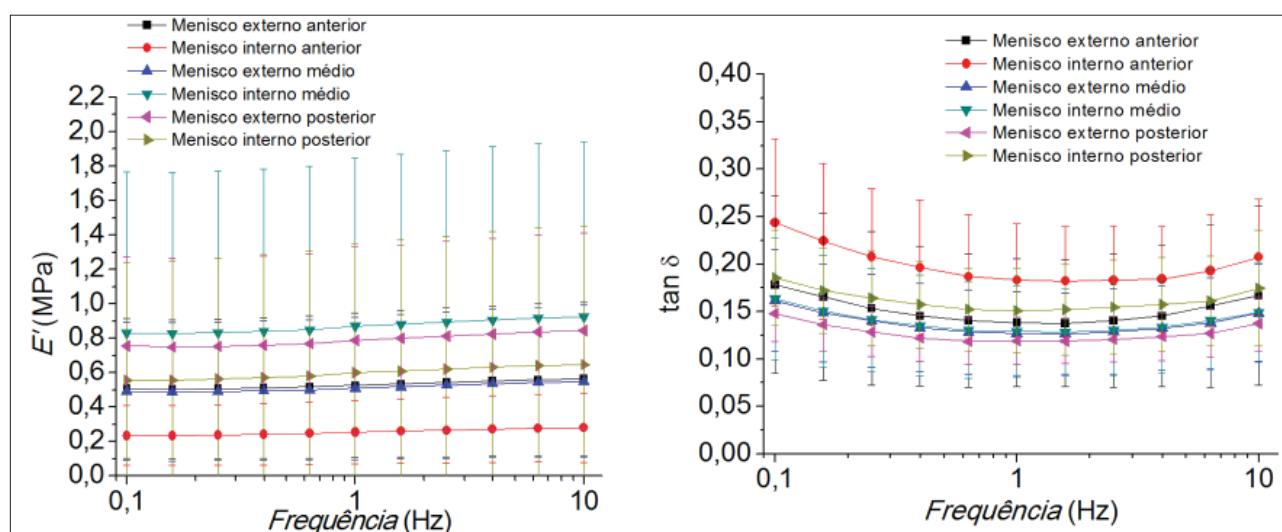 Menisco externo anterior
Menisco interno anterior
Menisco externo médio
Menisco interno médio
Menisco externo posterior
Menisco interno posterior
2,2
2,0
1,8
1,6
1,4
1,2
1,0
0,8
0,6
0,4
0,2
0,0
E' (MPa)
0,1
1
10
Frequência (Hz)
Menisco externo anterior
Menisco interno anterior
Menisco externo médio
Menisco interno médio
Menisco externo posterior
Menisco interno posterior
0,40
0,35
0,30
0,25
0,20
0,15
0,10
0,05
0,00
tan δ
0,1
1
10
Frequência (Hz)